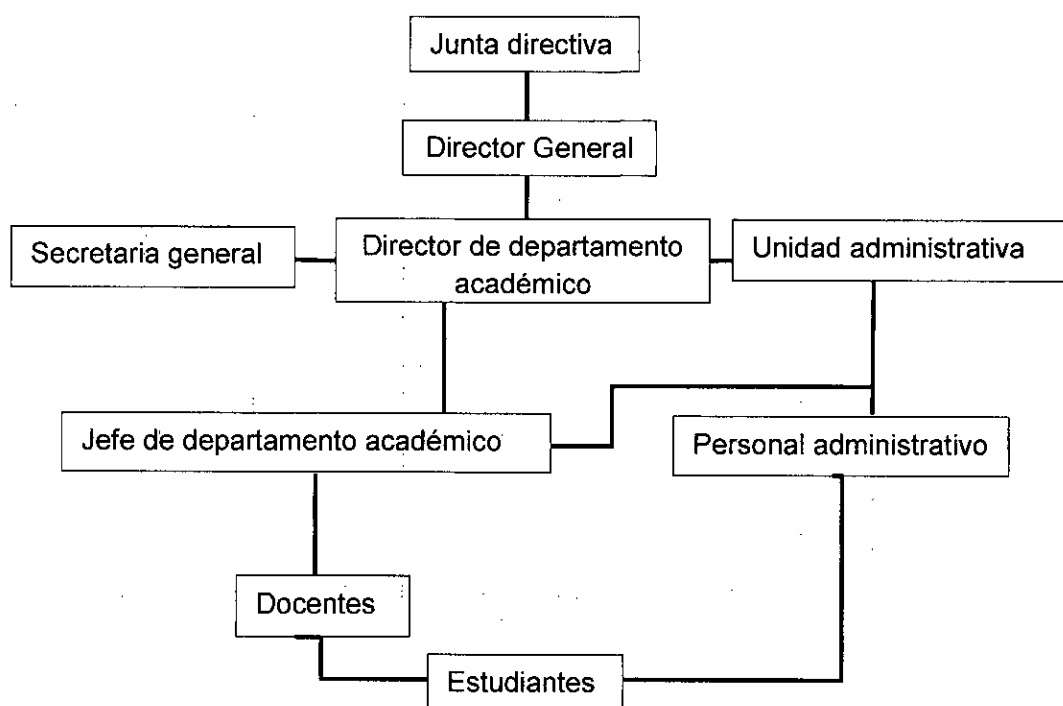 Junta directiva
Director General
Secretaria general
Director de departamento
académico
Unidad administrativa
Jefe de departamento académico
Personal administrativo
Docentes
Estudiantes